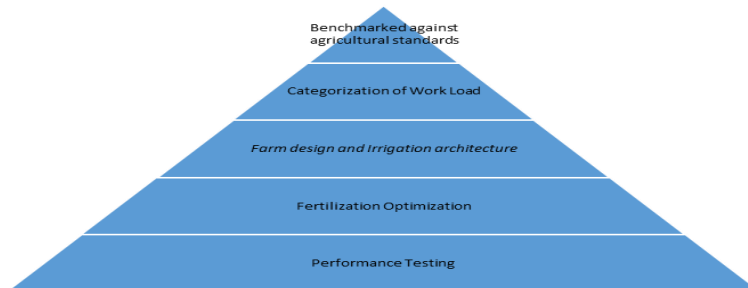 Benchmarked against
agricultural standards
Categorization of Work Load
Farm design and Irrigation architecture
Fertilization Optimization
Performance Testing